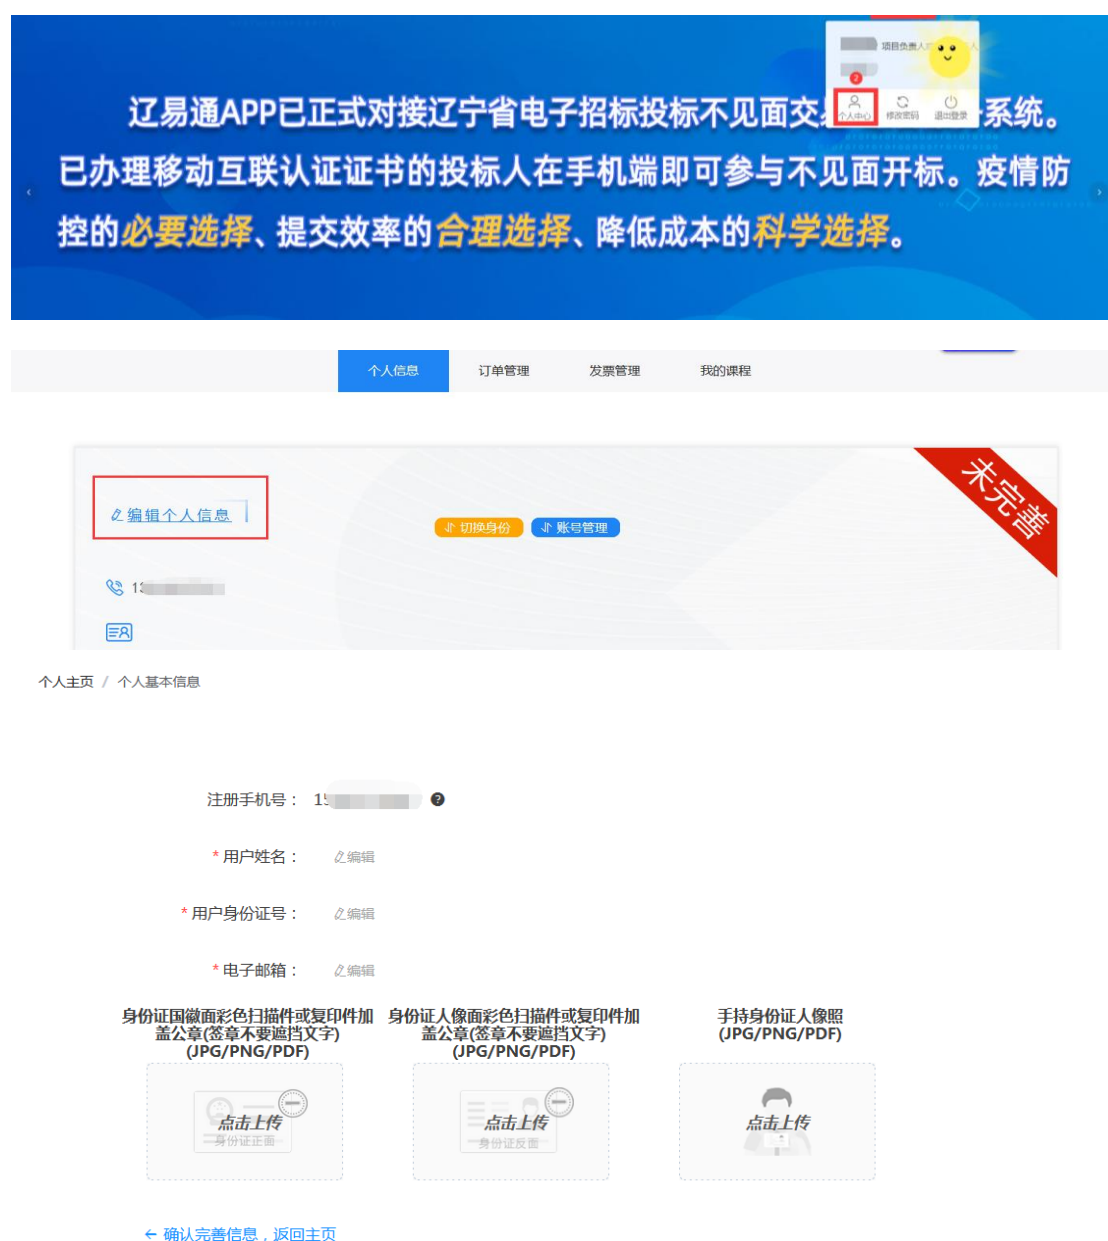 项目负责人
2
个人中心 修改密码 退出登录
辽易通APP已正式对接辽宁省电子招标投标不见面交 系统。
已办理移动互联认证证书的投标人在手机端即可参与不见面开标。疫情防
控的必要选择、提交效率的合理选择、降低成本的科学选择。
个人信息 订单管理 发票管理 我的课程
未完善
编辑个人信息
切换身份 账号管理
1
个人主页 / 个人基本信息
注册手机号： 15
* 用户姓名： 编辑
* 用户身份证号： 编辑
* 电子邮箱： 编辑
身份证国徽面彩色扫描件或复印件加
盖公章(签章不要遮挡文字)
(JPG/PNG/PDF)
身份证人像面彩色扫描件或复印件加
盖公章(签章不要遮挡文字)
(JPG/PNG/PDF)
手持身份证人像照
(JPG/PNG/PDF)
点击上传
身份证正面
点击上传
身份证反面
点击上传
← 确认完善信息，返回主页